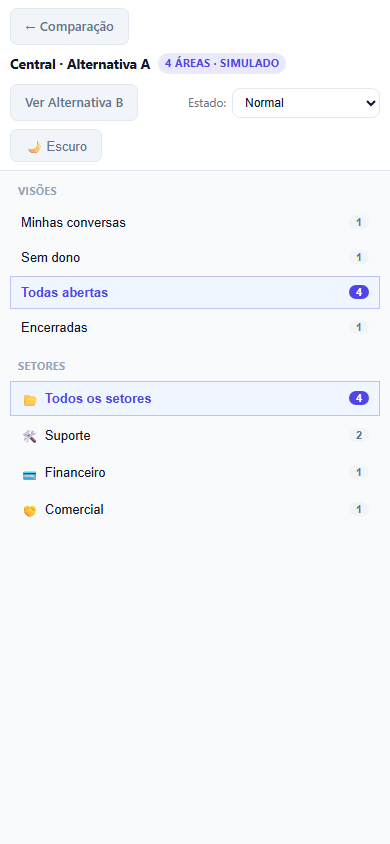 ← Comparação
Central · Alternativa A 4 ÁREAS · SIMULADO
Ver Alternativa B Estado: Normal
Escuro
VISÕES
Minhas conversas 1
Sem dono 1
Todas abertas 4
Encerradas 1
SETORES
Todos os setores 4
Suporte 2
Financeiro 1
Comercial 1